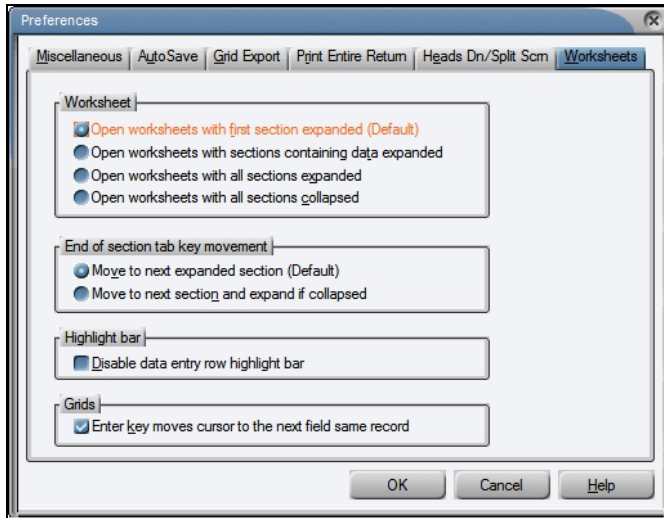 Preferences
Miscellaneous AutoSave Grid Export Print Entire Return Heads Dn/Split Scrn Worksheets
Worksheet
Open worksheets with first section expanded (Default)
Open worksheets with sections containing data expanded
Open worksheets with all sections expanded
Open worksheets with all sections collapsed
End of section tab key movement
Move to next expanded section (Default)
Move to next section and expand if collapsed
Highlight bar
Disable data entry row highlight bar
Grids
Enter key moves cursor to the next field same record
OK Cancel Help